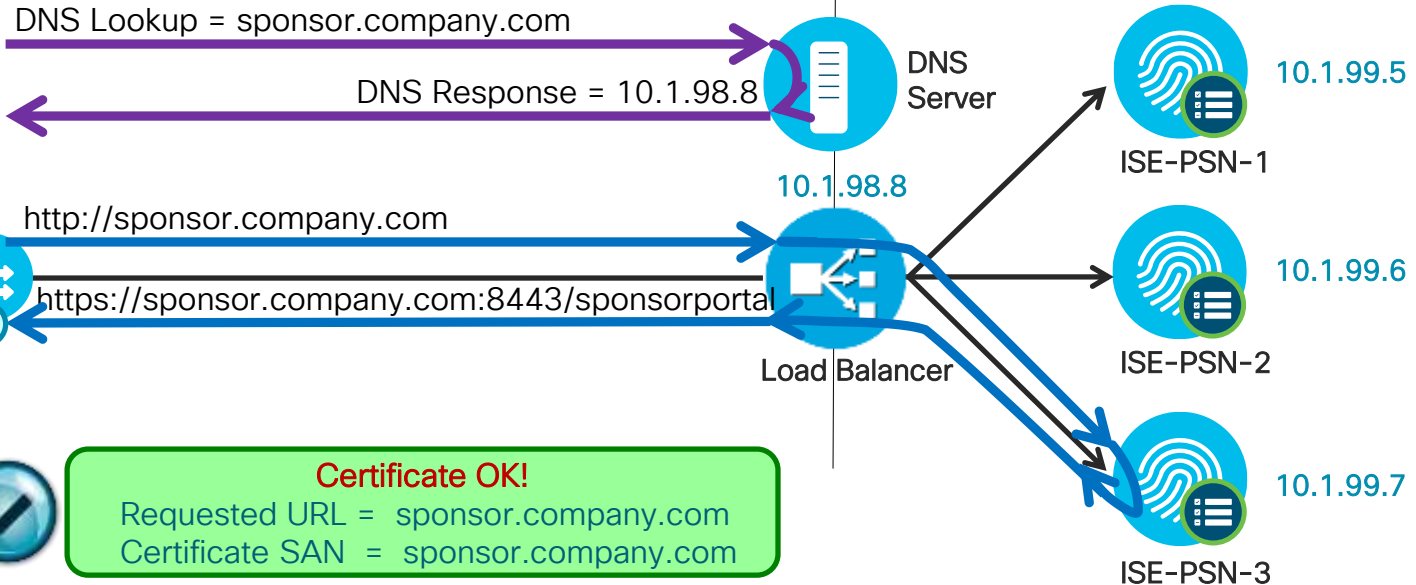 DNS Lookup = sponsor.company.com
DNS Response = 10.1.98.8
DNS
Server
10.1.99.5
ISE-PSN-1
10.1.98.8
http://sponsor.company.com
10.1.99.6
https://sponsor.company.com:8443/sponsorportal
ISE-PSN-2
Load Balancer
Certificate OK!
Requested URL = sponsor.company.com
Certificate SAN = sponsor.company.com
10.1.99.7
ISE-PSN-3